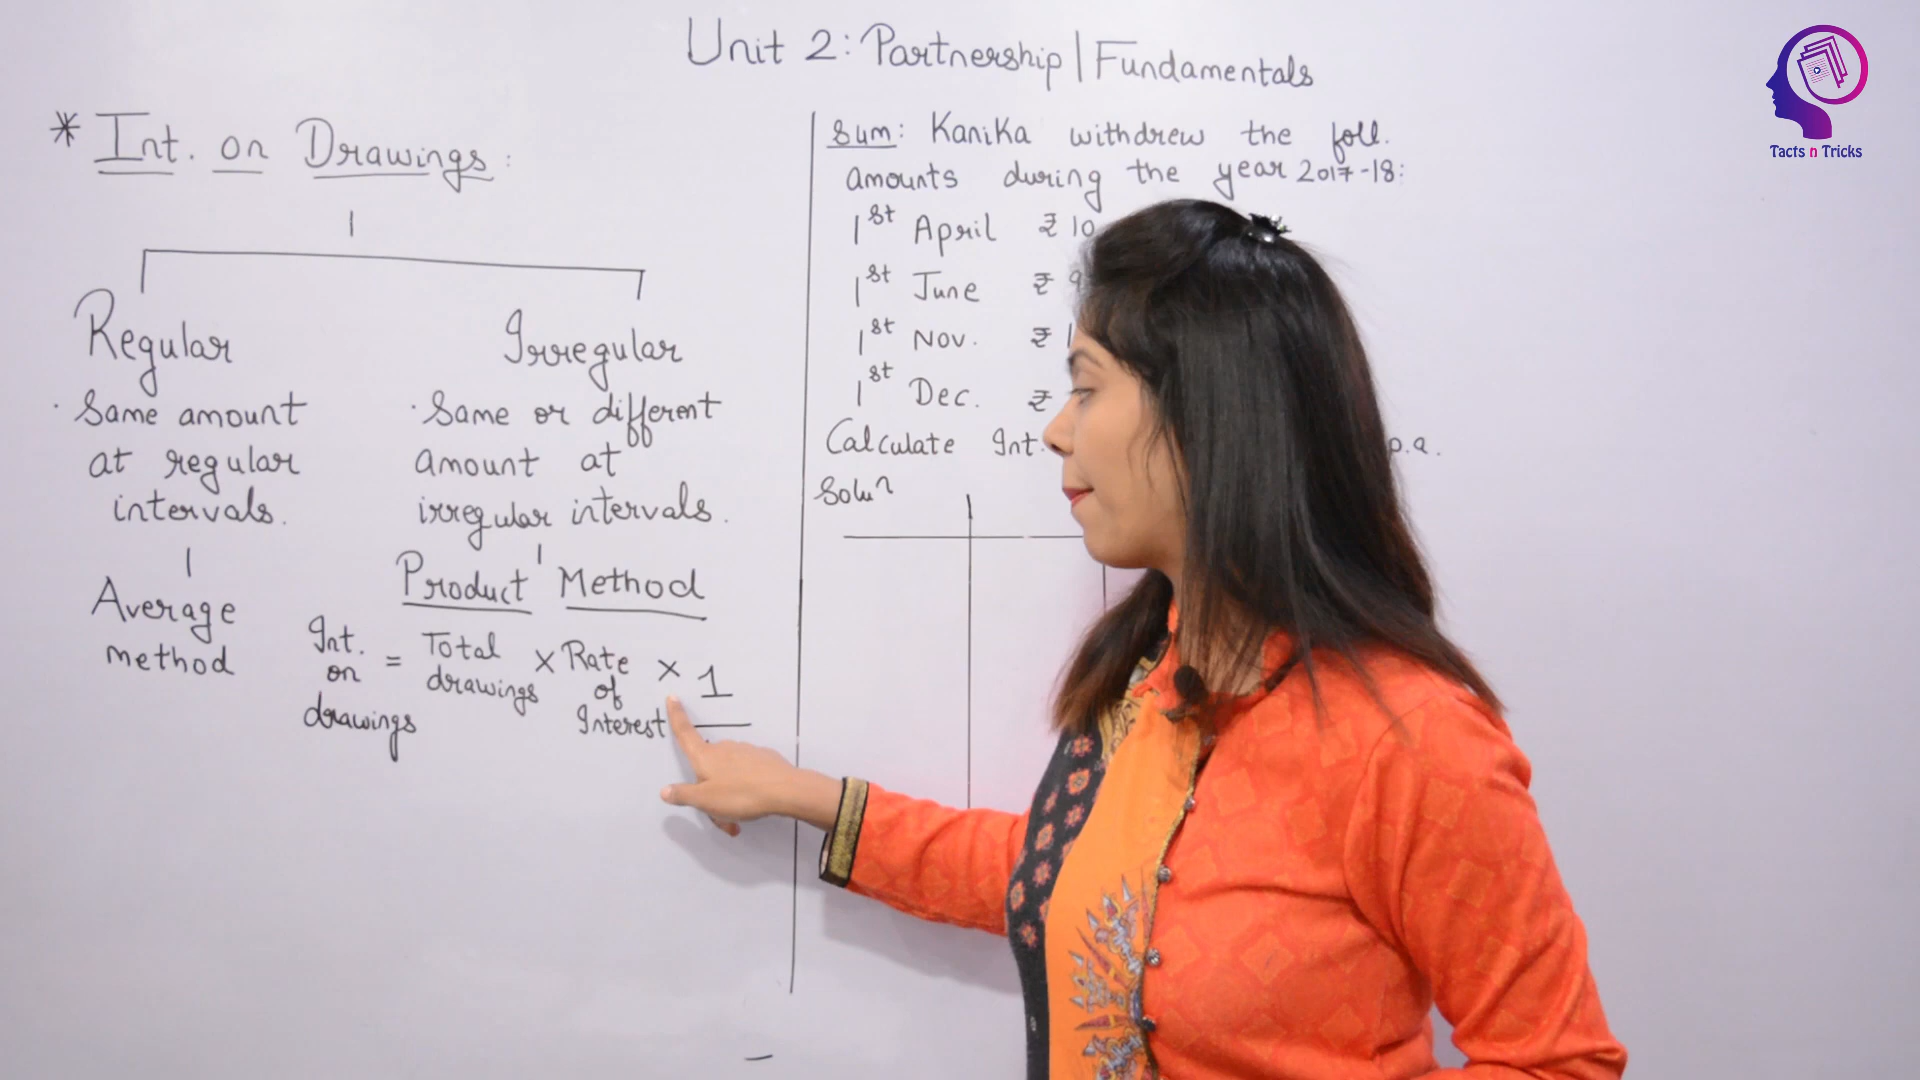 Unit 2: Partnership | Fundamentals
* Int. on Drawings:
Regular
· Same amount
at regular
intervals.
Average
method
Irregular
· Same or different
amount at
irregular intervals.
Product Method
Int. on drawings = Total drawings × Rate of Interest × 1
Sum: Kanika withdrew the foll.
amounts during the year 2017-18:
1st April ₹ 10
1st June ₹
1st Nov. ₹
1st Dec. ₹
Calculate Int. p.a.
Solun
Tacts n Tricks